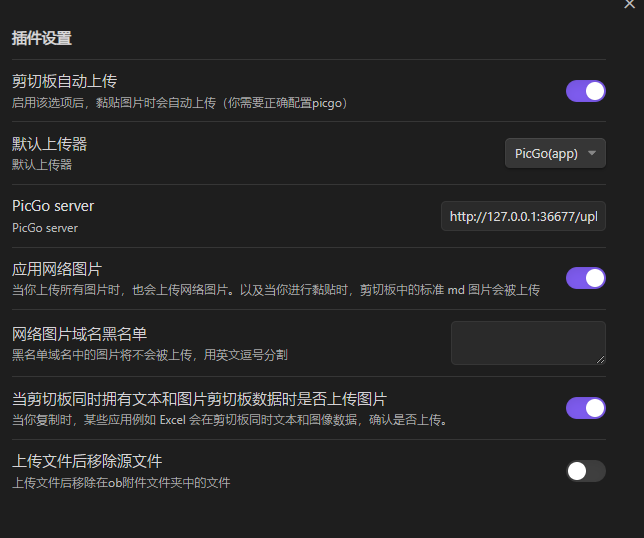 插件设置
剪切板自动上传
启用该选项后，黏贴图片时会自动上传（你需要正确配置picgo）
默认上传器
默认上传器
PicGo(app)
PicGo server
PicGo server
http://127.0.0.1:36677/upl
应用网络图片
当你上传所有图片时，也会上传网络图片。以及当你进行黏贴时，剪切板中的标准 md 图片会被上传
网络图片域名黑名单
黑名单域名中的图片将不会被上传，用英文逗号分割
当剪切板同时拥有文本和图片剪切板数据时是否上传图片
当你复制时，某些应用例如 Excel 会在剪切板同时文本和图像数据，确认是否上传。
上传文件后移除源文件
上传文件后移除在ob附件文件夹中的文件